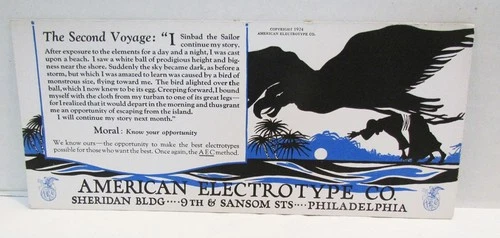 The Second Voyage: "I Sinbad the Sailor
continue my story.
After exposure to the elements for a day and a night, I was cast
upon a beach. I saw a white ball of prodigious height and big-
ness near the shore. Suddenly the sky became dark, as before a
storm, but which I was amazed to learn was caused by a bird of
monstrous size, flying toward me. The bird alighted over the
ball, which I now knew to be its egg. Creeping forward, I bound
myself with the cloth from my turban to one of its great legs—
for I realized that it would depart in the morning and thus grant
me an opportunity of escaping from the island.
I will continue my story next month."
Moral: Know your opportunity
We know ours—the opportunity to make the best electrotypes
possible for those who want the best. Once again, the A.E.C method.
COPYRIGHT 1924
AMERICAN ELECTROTYPE CO.
AMERICAN ELECTROTYPE CO.
SHERIDAN BLDG····9TH & SANSOM STS····PHILADELPHIA